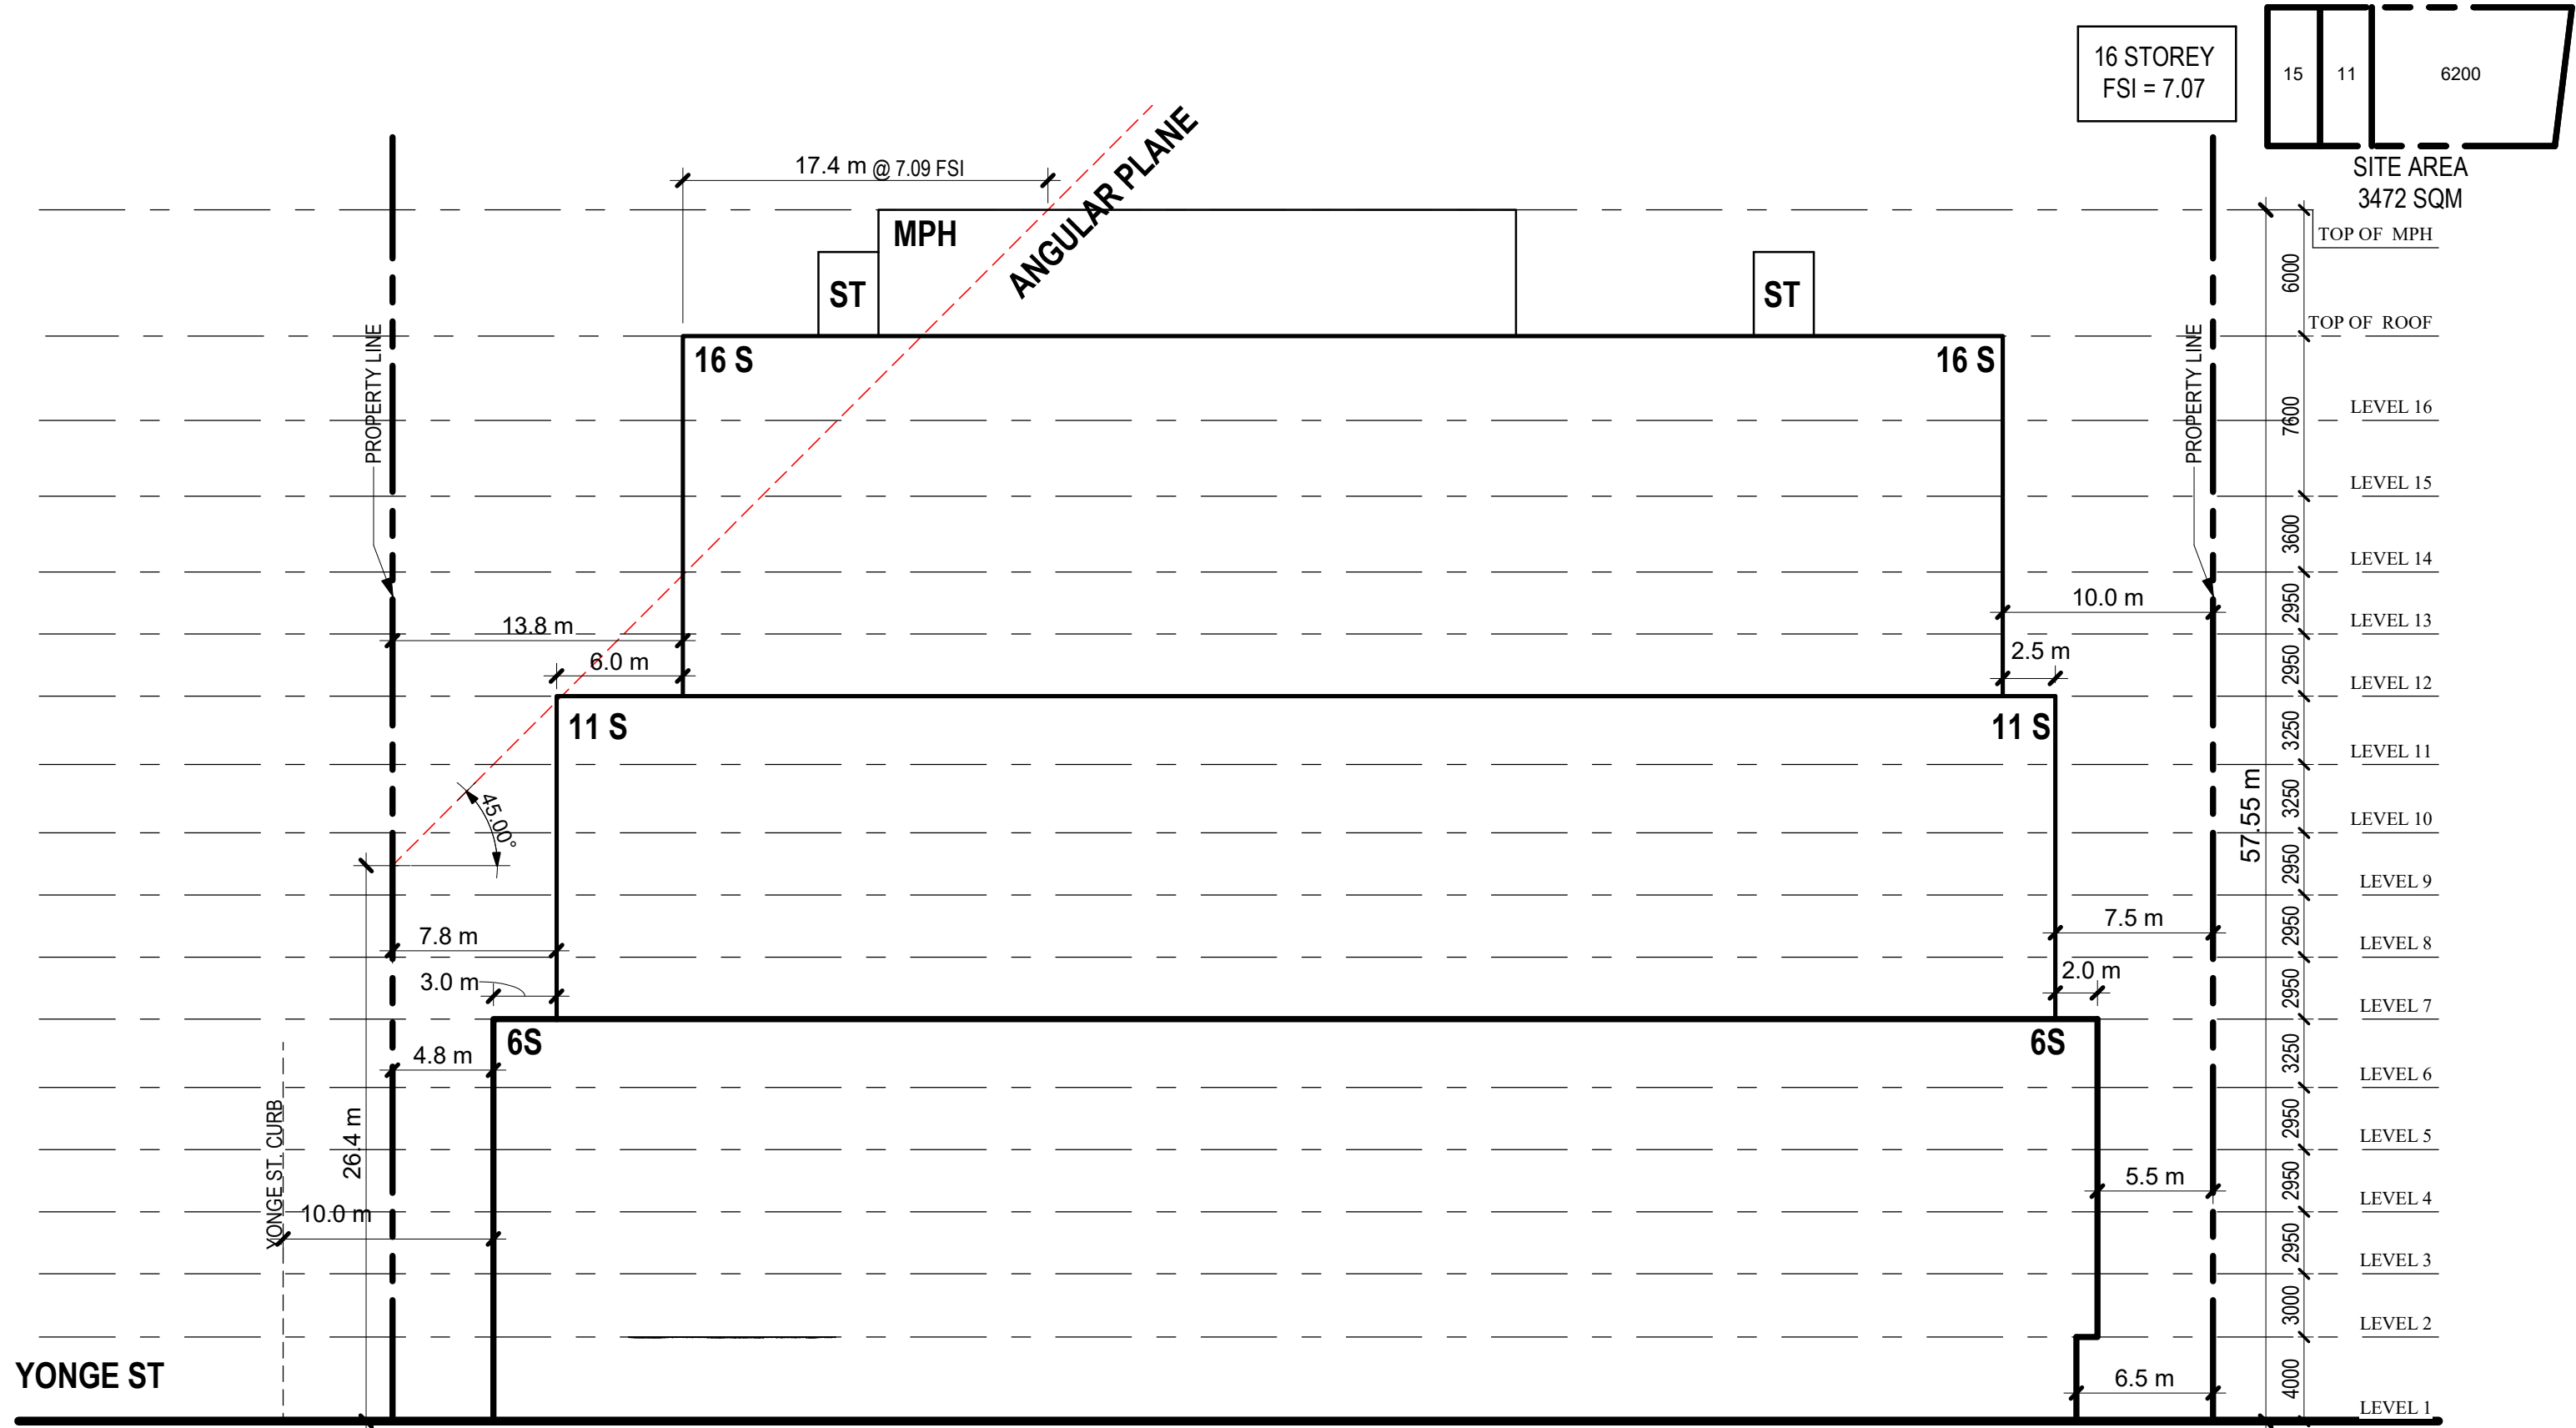 16 STOREY
FSI = 7.07
15
11
6200
SITE AREA
3472 SQM
17.4 m @ 7.09 FSI
ANGULAR PLANE
MPH
ST
ST
TOP OF MPH
6000
TOP OF ROOF
PROPERTY LINE
PROPERTY LINE
16 S
16 S
LEVEL 16
7600
LEVEL 15
3600
LEVEL 14
2950
LEVEL 13
13.8 m
10.0 m
6.0 m
2.5 m
2950
LEVEL 12
11 S
11 S
3250
LEVEL 11
3250
57.55 m
LEVEL 10
45.00°
2950
LEVEL 9
7.8 m
7.5 m
2950
LEVEL 8
3.0 m
2.0 m
2950
LEVEL 7
6S
6S
4.8 m
3250
LEVEL 6
YONGE ST. CURB
26.4 m
2950
LEVEL 5
5.5 m
2950
LEVEL 4
10.0 m
2950
LEVEL 3
3000
LEVEL 2
YONGE ST
6.5 m
4000
LEVEL 1